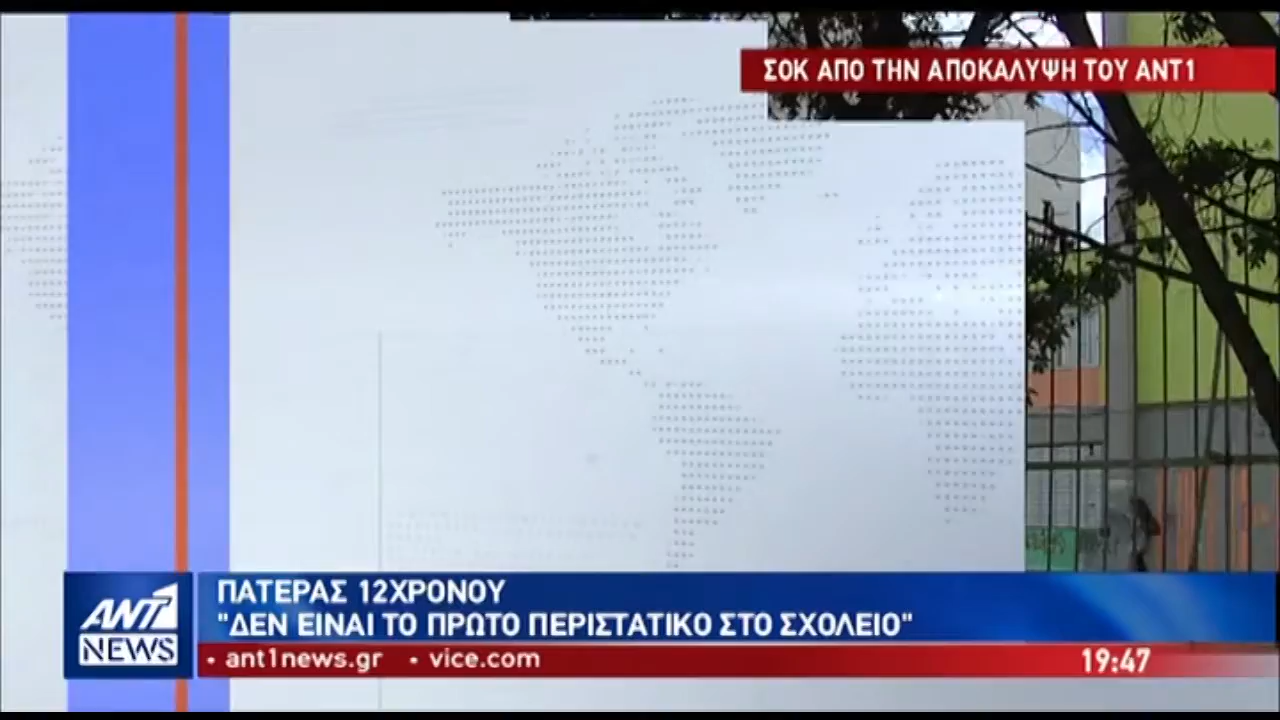 ΣΟΚ ΑΠΟ ΤΗΝ ΑΠΟΚΑΛΥΨΗ ΤΟΥ ΑΝΤ1
ΠΑΤΕΡΑΣ 12ΧΡΟΝΟΥ
"ΔΕΝ ΕΙΝΑΙ ΤΟ ΠΡΩΤΟ ΠΕΡΙΣΤΑΤΙΚΟ ΣΤΟ ΣΧΟΛΕΙΟ"
ANT1
NEWS
• ant1news.gr • vice.com
19:47